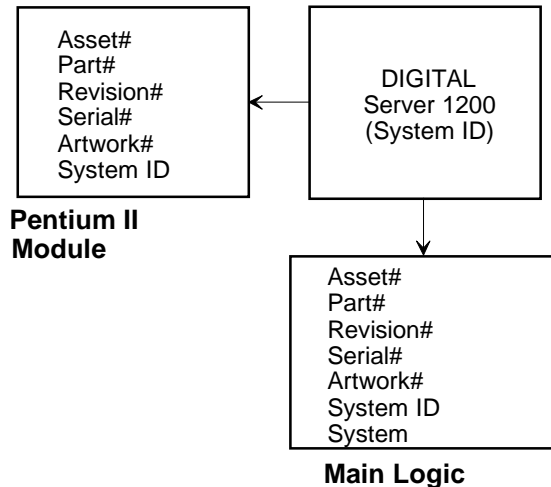 Asset#
Part#
Revision#
Serial#
Artwork#
System ID
Pentium II
Module
DIGITAL
Server 1200
(System ID)
Asset#
Part#
Revision#
Serial#
Artwork#
System ID
System
Main Logic